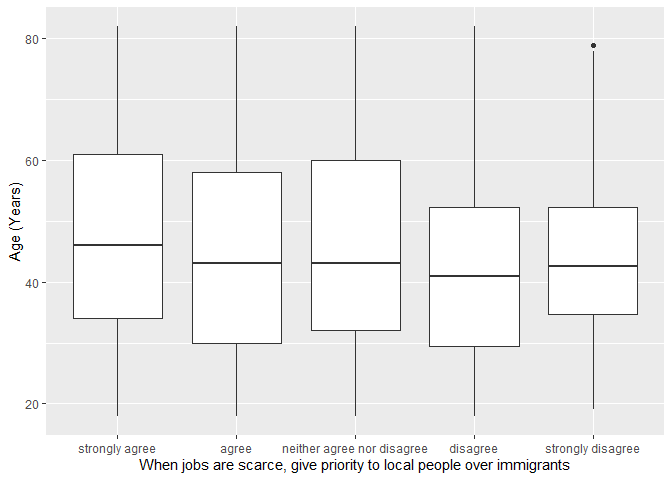 80
60
40
20
Age (Years)
strongly agree agree neither agree nor disagree disagree strongly disagree
When jobs are scarce, give priority to local people over immigrants